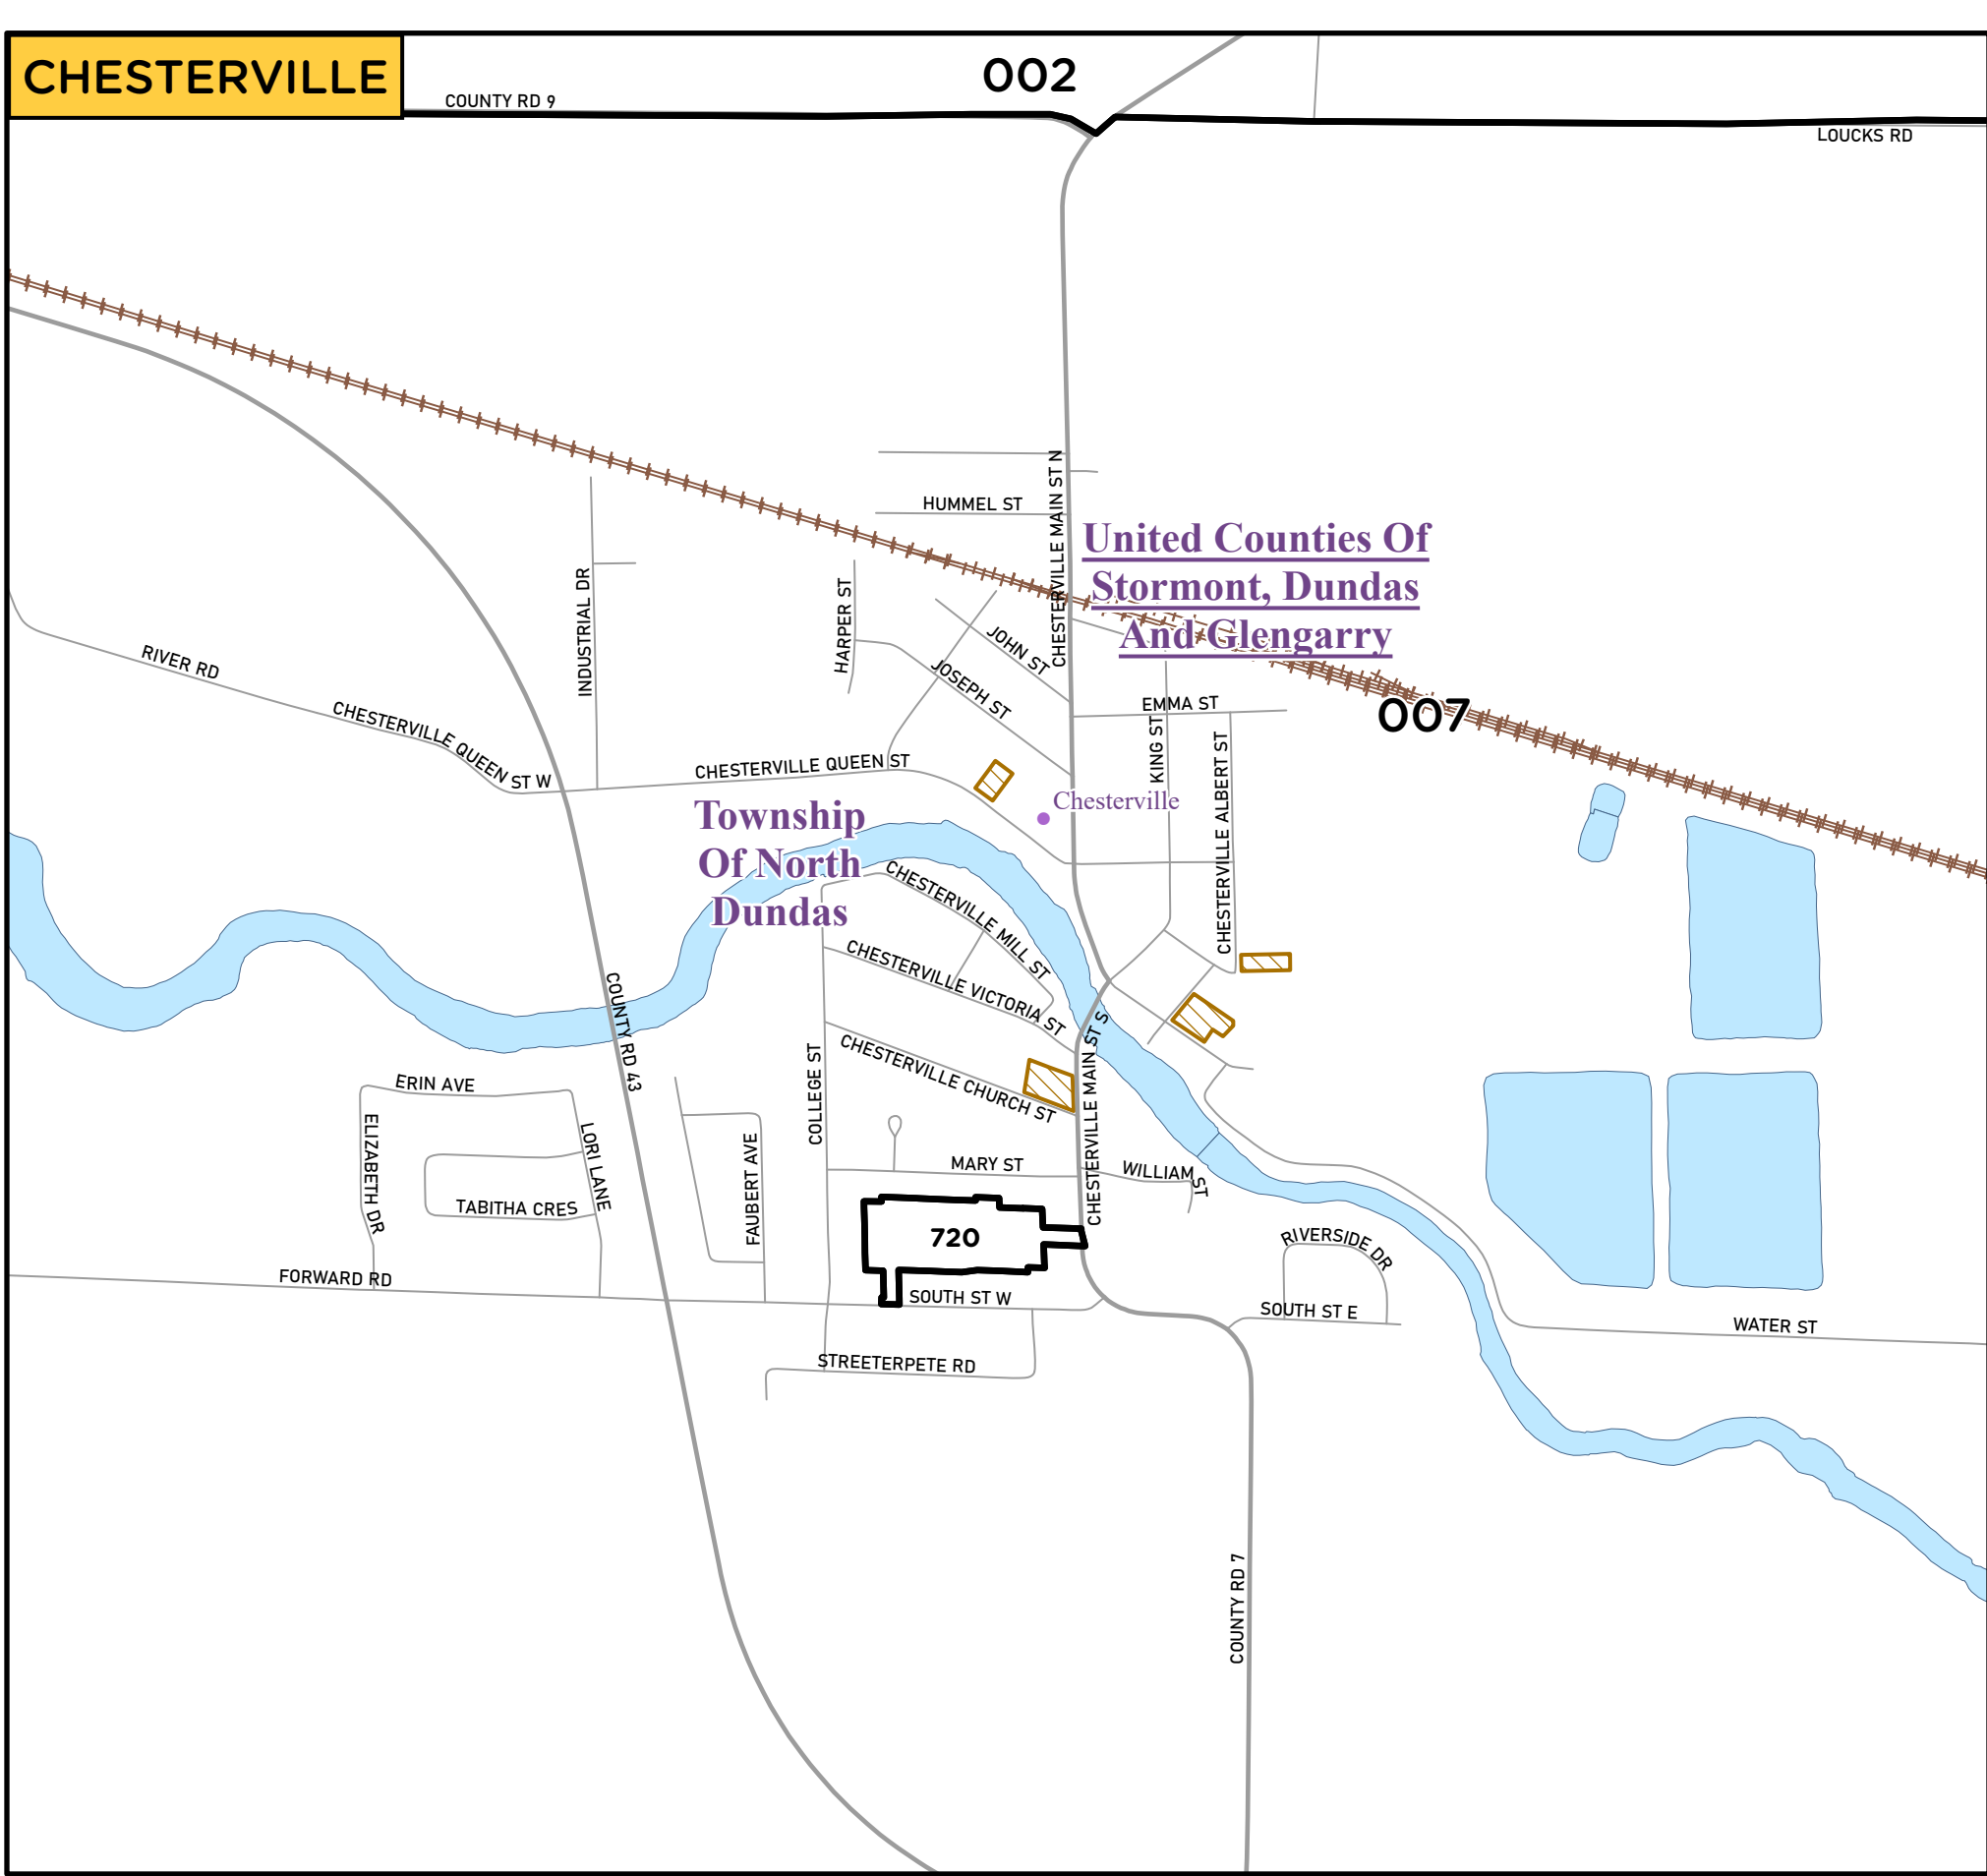 CHESTERVILLE
002
COUNTY RD 9
LOUCKS RD
CHESTERVILLE MAIN ST N
HUMMEL ST
United Counties Of
Stormont, Dundas
And Glengarry
INDUSTRIAL DR
HARPER ST
JOHN ST
JOSEPH ST
RIVER RD
CHESTERVILLE QUEEN ST W
EMMA ST
007
KING ST
CHESTERVILLE ALBERT ST
CHESTERVILLE QUEEN ST
Chesterville
Township
Of North
Dundas
CHESTERVILLE MILL ST
CHESTERVILLE VICTORIA ST
COUNTY RD 43
CHESTERVILLE CHURCH ST
COLLEGE ST
CHESTERVILLE MAIN ST S
ERIN AVE
ELIZABETH DR
LORI LANE
FAUBERT AVE
MARY ST
WILLIAM ST
TABITHA CRES
720
RIVERSIDE DR
FORWARD RD
SOUTH ST W
SOUTH ST E
WATER ST
STREETERPETE RD
COUNTY RD 7